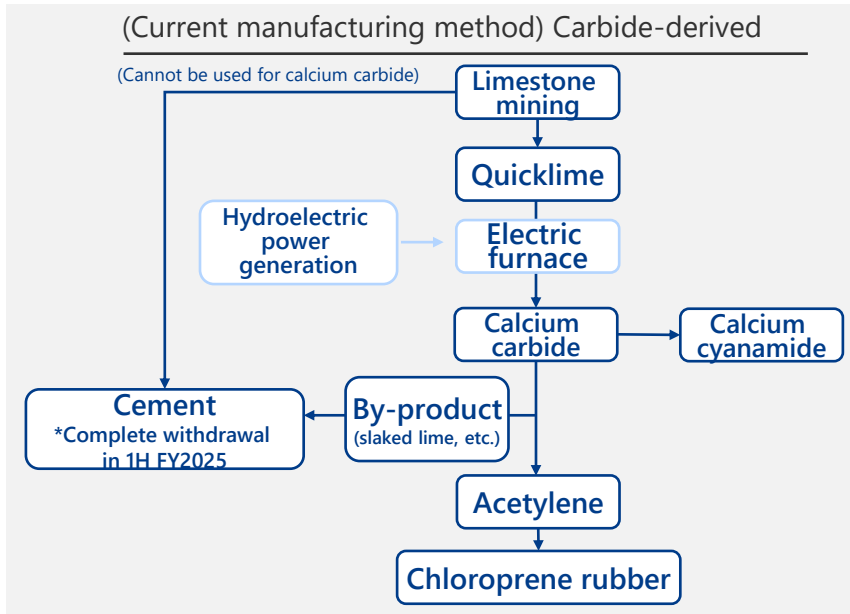 (Current manufacturing method) Carbide-derived
(Cannot be used for calcium carbide)
Limestone
mining
Quicklime
Hydroelectric
power
generation
Electric
furnace
Calcium
carbide
Calcium
cyanamide
Cement
*Complete withdrawal
in 1H FY2025
By-product
(slaked lime, etc.)
Acetylene
Chloroprene rubber